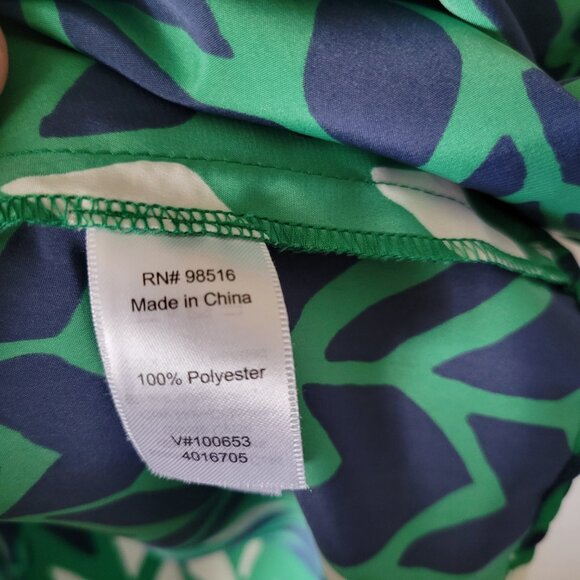 RN# 98516
Made in China
100% Polyester
V#100653
4016705